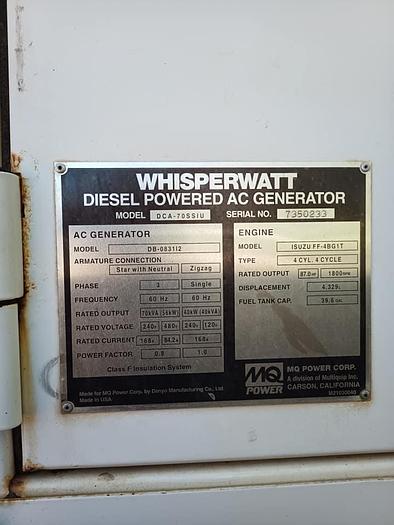 WHISPERWATT
DIESEL POWERED AC GENERATOR
MODEL DCA-70SSIU SERIAL NO. 7350233
AC GENERATOR
MODEL DB-0831I2
ARMATURE CONNECTION
Star with Neutral Zigzag
PHASE 3 Single
FREQUENCY 60 Hz 60 Hz
RATED OUTPUT 70kVA (56kW) 40kW (40kVA)
RATED VOLTAGE 240V 480V 240V 120V
RATED CURRENT 168A 84.2A 168A
POWER FACTOR 0.8 1.0
Class F Insulation System
ENGINE
MODEL ISUZU FF-4BG1T
TYPE 4 CYL. 4 CYCLE
RATED OUTPUT 87.0HP 1800RPM
DISPLACEMENT 4.329L
FUEL TANK CAP. 39.6GAL
Made for MQ Power Corp. by Denyo Manufacturing Co., Ltd
Made in USA
MQ POWER
MQ POWER CORP.
A division of Multiquip Inc.
CARSON, CALIFORNIA